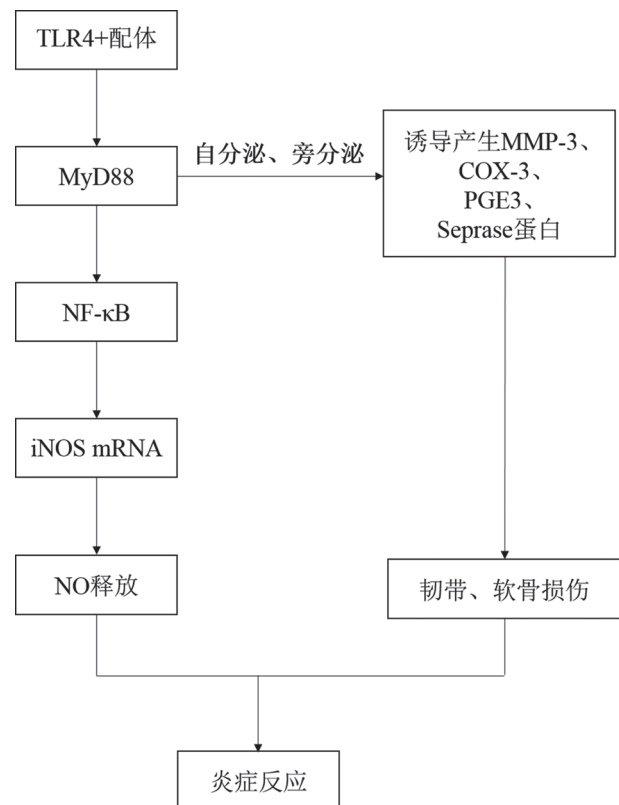 TLR4+配体
MyD88
自分泌、旁分泌
诱导产生MMP-3、
COX-3、
PGE3、
Seprase蛋白
NF-κB
iNOS mRNA
NO释放
韧带、软骨损伤
炎症反应